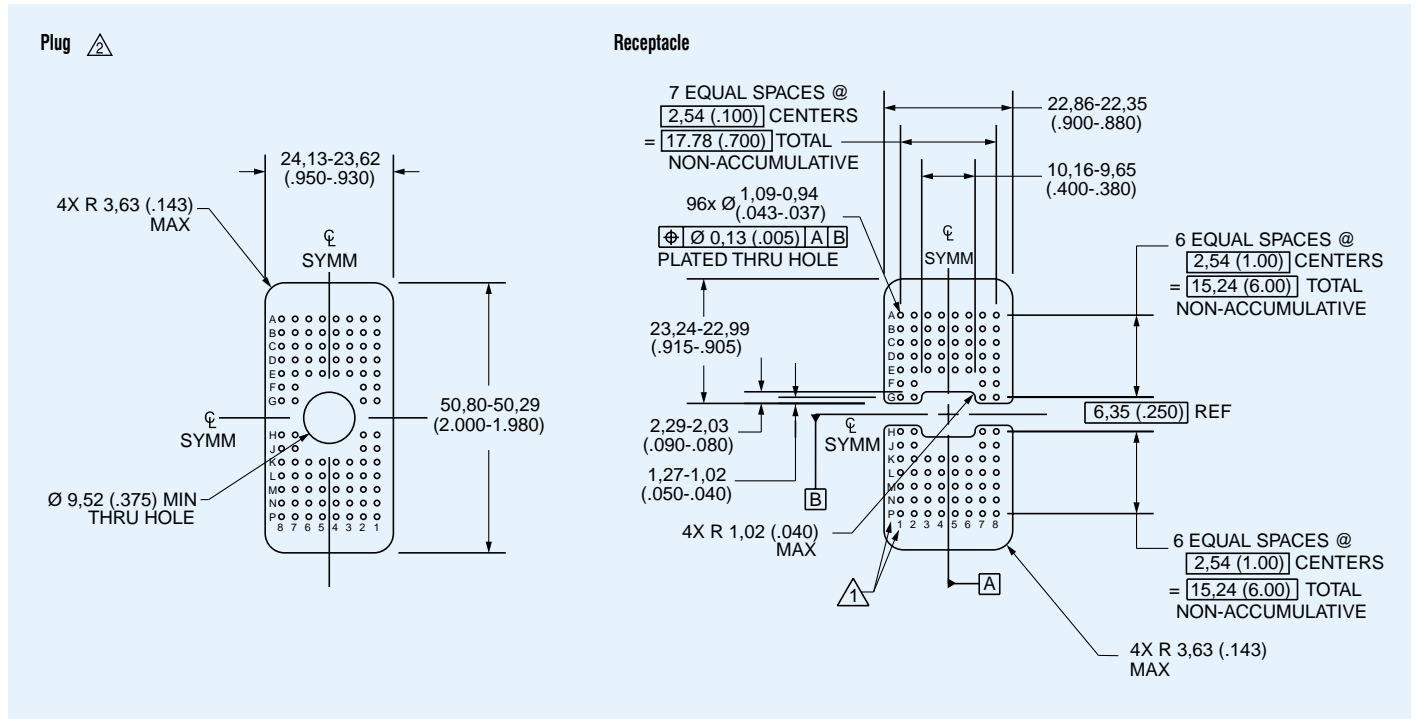 Plug 2
24,13-23,62
(.950-.930)
4X R 3,63 (.143)
MAX
℄
SYMM
A
B
C
D
E
F
G
50,80-50,29
(2.000-1.980)
℄
SYMM
H
J
K
L
M
N
P
8 7 6 5 4 3 2 1
Ø 9,52 (.375) MIN
THRU HOLE
Receptacle
7 EQUAL SPACES @
2,54 (.100) CENTERS
= 17.78 (.700) TOTAL
NON-ACCUMULATIVE
22,86-22,35
(.900-.880)
10,16-9,65
(.400-.380)
96x Ø 1,09-0,94
(.043-.037)
⌖ Ø 0,13 (.005) A B
PLATED THRU HOLE
℄
SYMM
6 EQUAL SPACES @
2,54 (1.00) CENTERS
= 15,24 (6.00) TOTAL
NON-ACCUMULATIVE
A
B
C
D
E
F
G
23,24-22,99
(.915-.905)
6,35 (.250) REF
2,29-2,03
(.090-.080)
℄
SYMM
1,27-1,02
(.050-.040)
B
H
J
K
L
M
N
P
1 2 3 4 5 6 7 8
4X R 1,02 (.040)
MAX
1
A
6 EQUAL SPACES @
2,54 (1.00) CENTERS
= 15,24 (6.00) TOTAL
NON-ACCUMULATIVE
4X R 3,63 (.143)
MAX